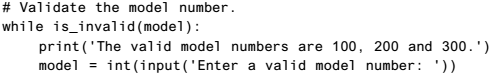 # Validate the model number.
while is_invalid(model):
    print('The valid model numbers are 100, 200 and 300.')
    model = int(input('Enter a valid model number: '))